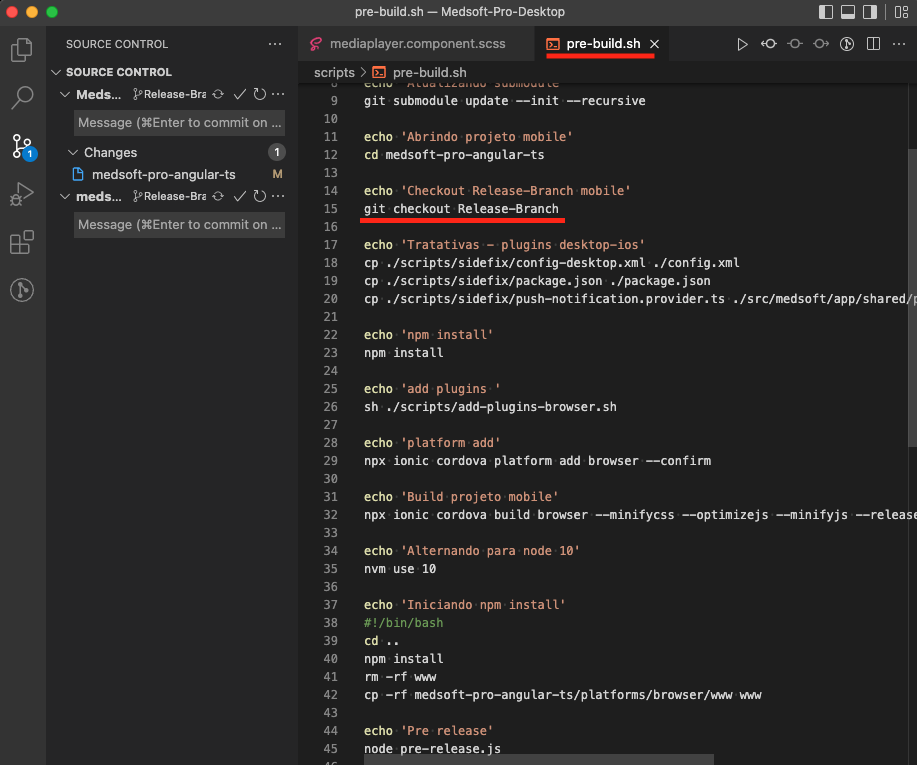 pre-build.sh — Medsoft-Pro-Desktop
SOURCE CONTROL
mediaplayer.component.scss
pre-build.sh
scripts > pre-build.sh
SOURCE CONTROL
Meds... Release-Bra
Message (⌘Enter to commit on ...
Changes 1
medsoft-pro-angular-ts M
meds... Release-Bra
Message (⌘Enter to commit on ...
1
8 echo 'Atualizando submodule'
9 git submodule update --init --recursive
10
11 echo 'Abrindo projeto mobile'
12 cd medsoft-pro-angular-ts
13
14 echo 'Checkout Release-Branch mobile'
15 git checkout Release-Branch
16
17 echo 'Tratativas - plugins desktop-ios'
18 cp ./scripts/sidefix/config-desktop.xml ./config.xml
19 cp ./scripts/sidefix/package.json ./package.json
20 cp ./scripts/sidefix/push-notification.provider.ts ./src/medsoft/app/shared/p
21
22 echo 'npm install'
23 npm install
24
25 echo 'add plugins '
26 sh ./scripts/add-plugins-browser.sh
27
28 echo 'platform add'
29 npx ionic cordova platform add browser --confirm
30
31 echo 'Build projeto mobile'
32 npx ionic cordova build browser --minifycss --optimizejs --minifyjs --release
33
34 echo 'Alternando para node 10'
35 nvm use 10
36
37 echo 'Iniciando npm install'
38 #!/bin/bash
39 cd ..
40 npm install
41 rm -rf www
42 cp -rf medsoft-pro-angular-ts/platforms/browser/www www
43
44 echo 'Pre release'
45 node pre-release.js
46